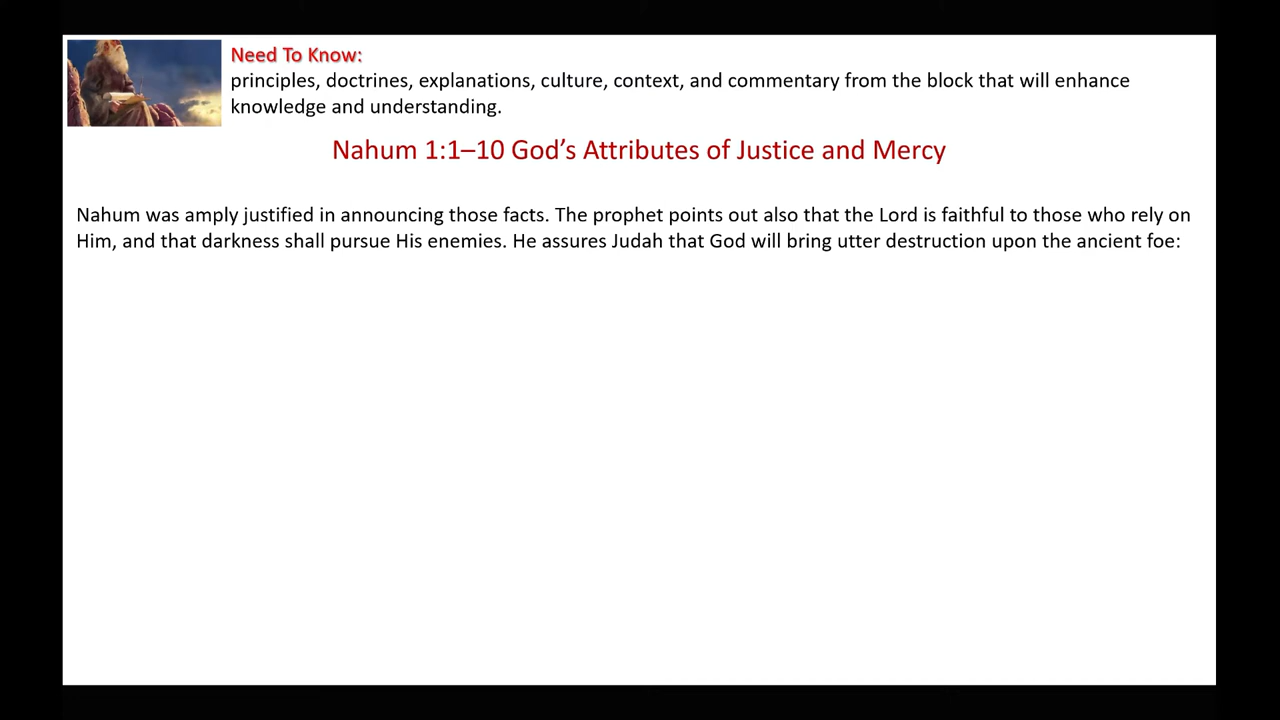 Need To Know:
principles, doctrines, explanations, culture, context, and commentary from the block that will enhance
knowledge and understanding.
Nahum 1:1–10 God’s Attributes of Justice and Mercy
Nahum was amply justified in announcing those facts. The prophet points out also that the Lord is faithful to those who rely on
Him, and that darkness shall pursue His enemies. He assures Judah that God will bring utter destruction upon the ancient foe: